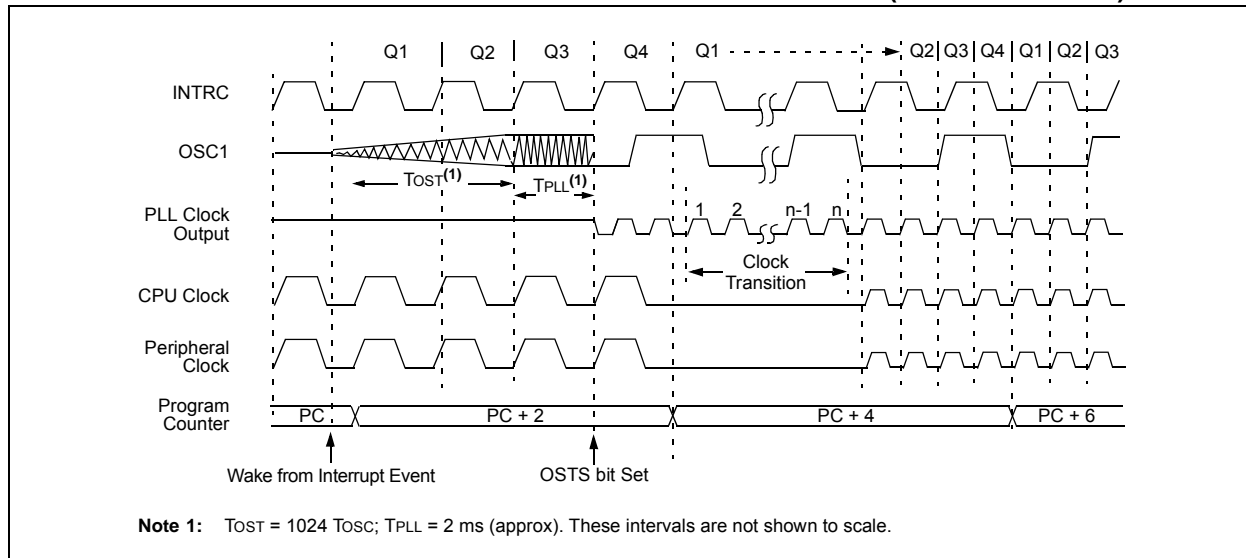 Q1 Q2 Q3 Q4 Q1 Q2 Q3 Q4 Q1 Q2 Q3
INTRC
OSC1
TOST(1) TPLL(1)
PLL Clock
Output
1 2 n-1 n
Clock
Transition
CPU Clock
Peripheral
Clock
Program
Counter
PC PC + 2 PC + 4 PC + 6
Wake from Interrupt Event OSTS bit Set
Note 1: TOST = 1024 TOSC; TPLL = 2 ms (approx). These intervals are not shown to scale.